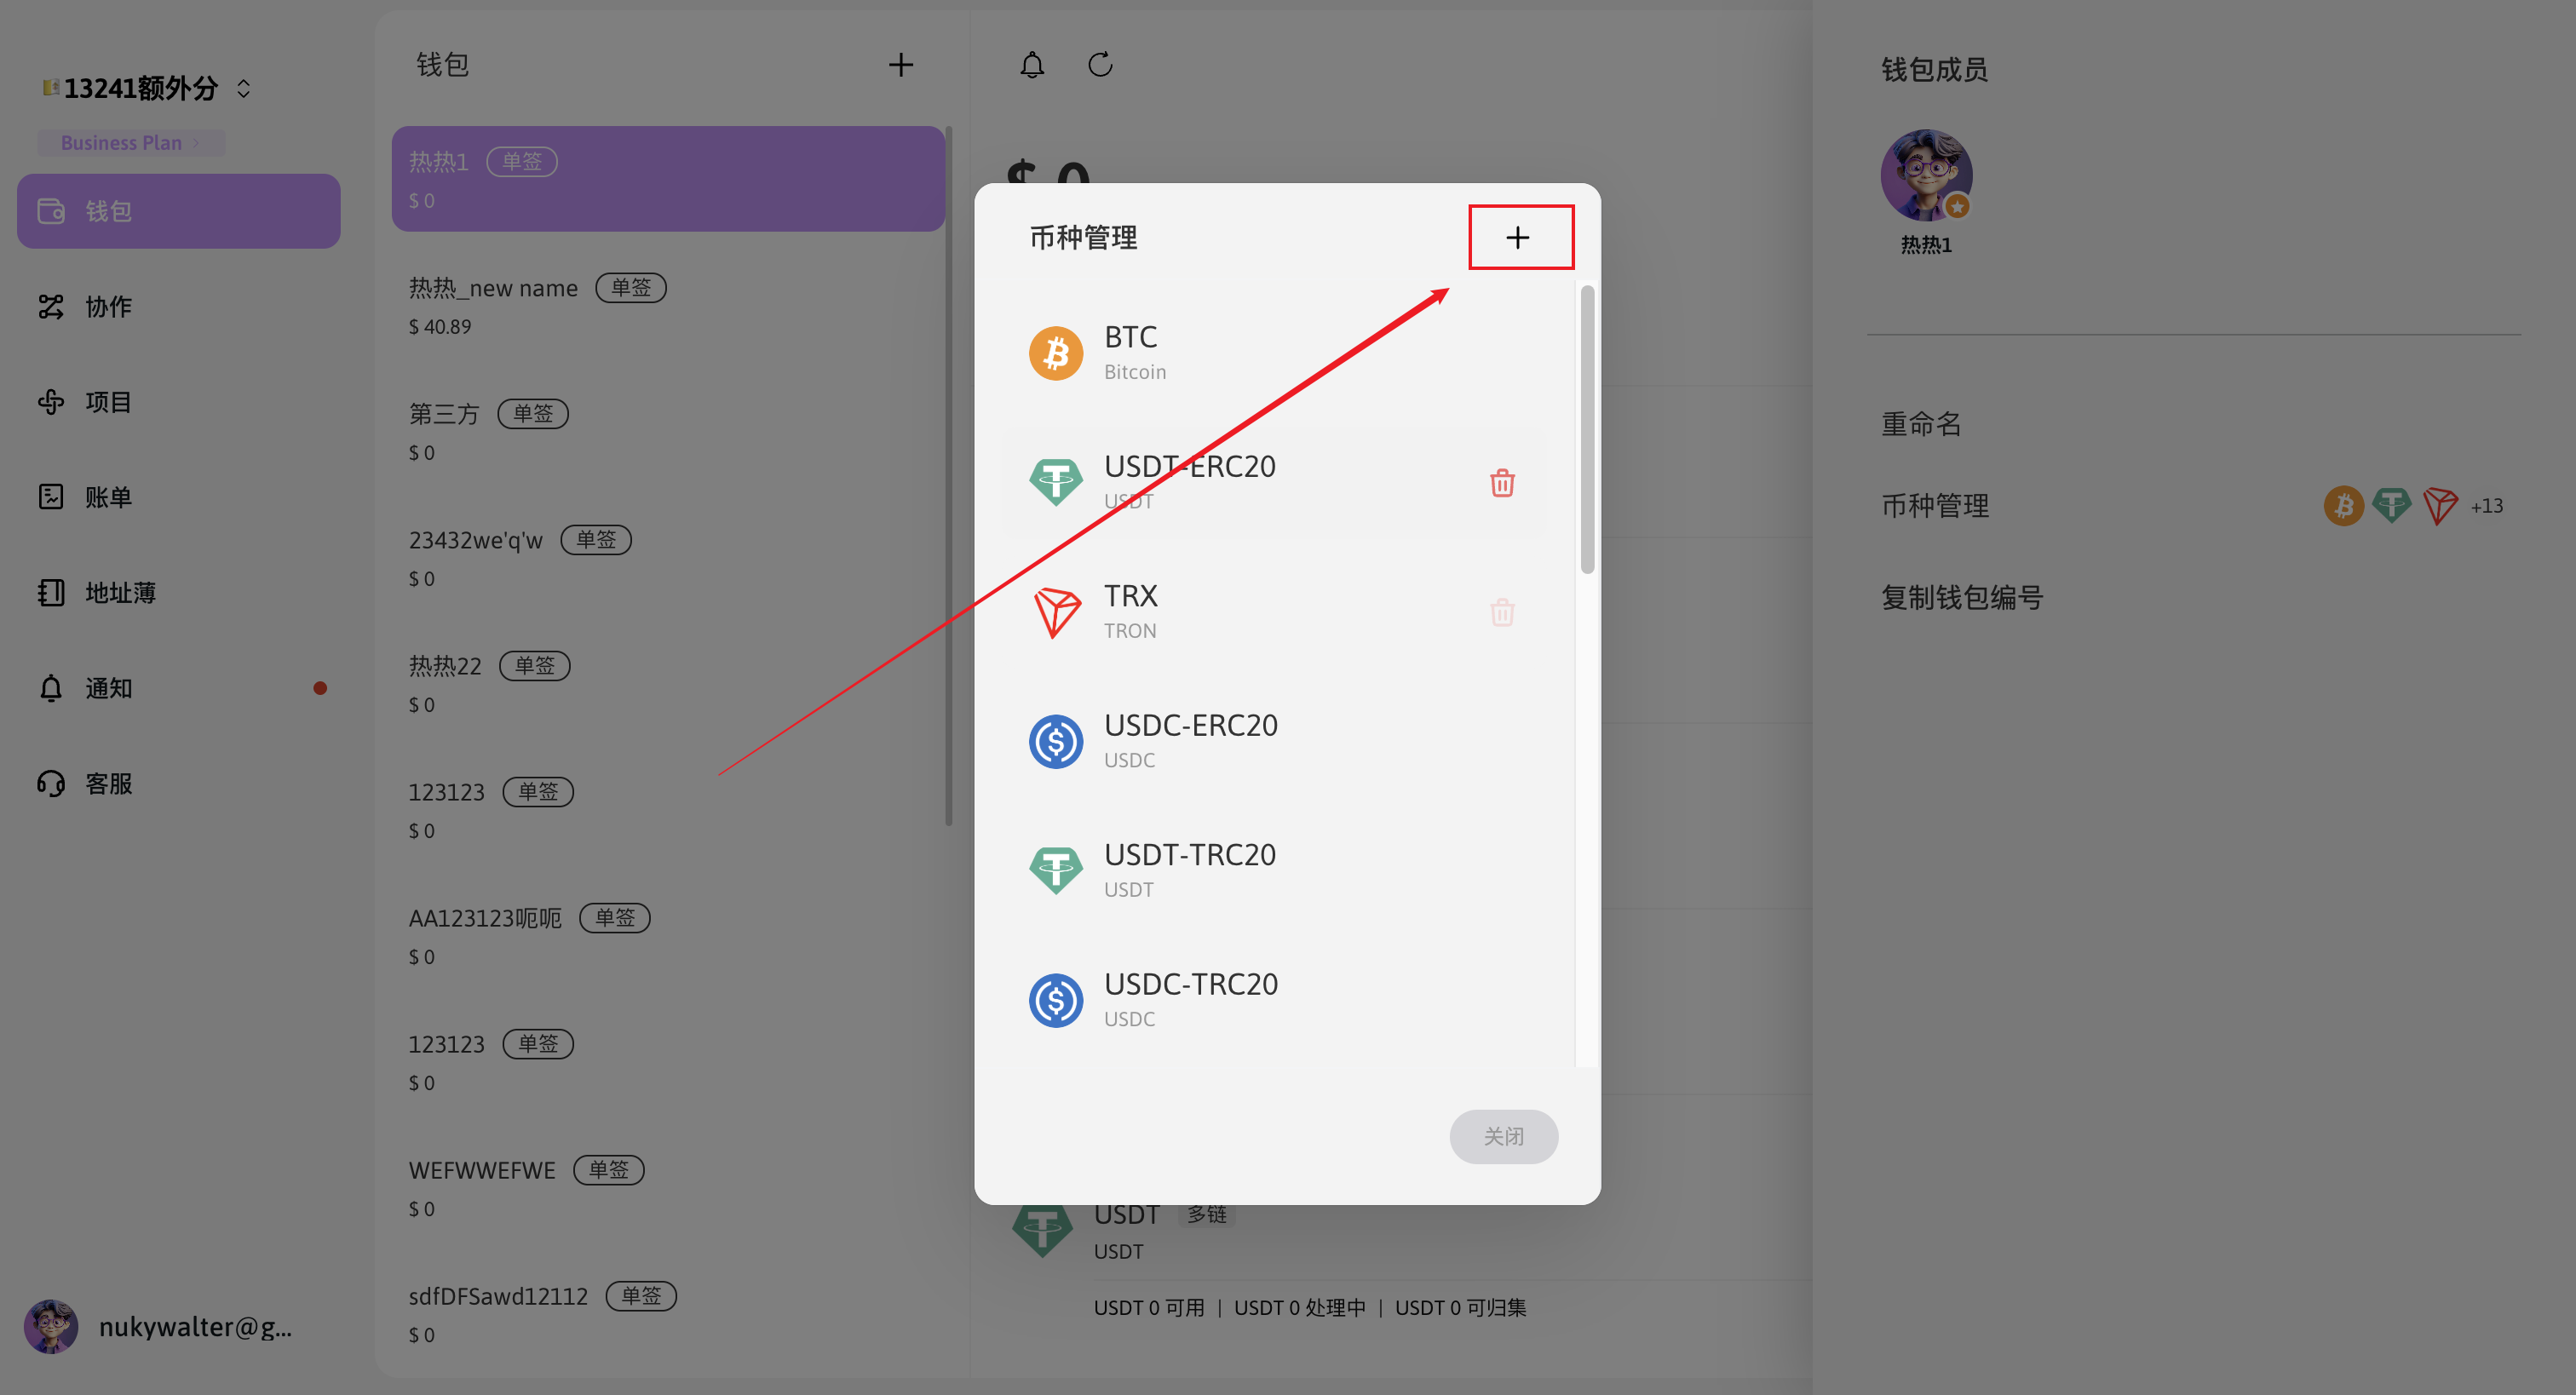 13241额外分
Business Plan
钱包
协作
项目
账单
地址薄
通知
客服
nukywalter@g...
钱包
热热1 单签
$ 0
热热_new name 单签
$ 40.89
第三方 单签
$ 0
23432we'q'w 单签
$ 0
热热22 单签
$ 0
123123 单签
$ 0
AA123123呃呃 单签
$ 0
123123 单签
$ 0
WEFWWEFWE 单签
$ 0
sdfDFSawd12112 单签
$ 0
$ 0
币种管理
BTC
Bitcoin
USDT-ERC20
USDT
TRX
TRON
USDC-ERC20
USDC
USDT-TRC20
USDT
USDC-TRC20
USDC
关闭
USDT 多链
USDT
USDT 0 可用 | USDT 0 处理中 | USDT 0 可归集
钱包成员
热热1
重命名
币种管理 +13
复制钱包编号